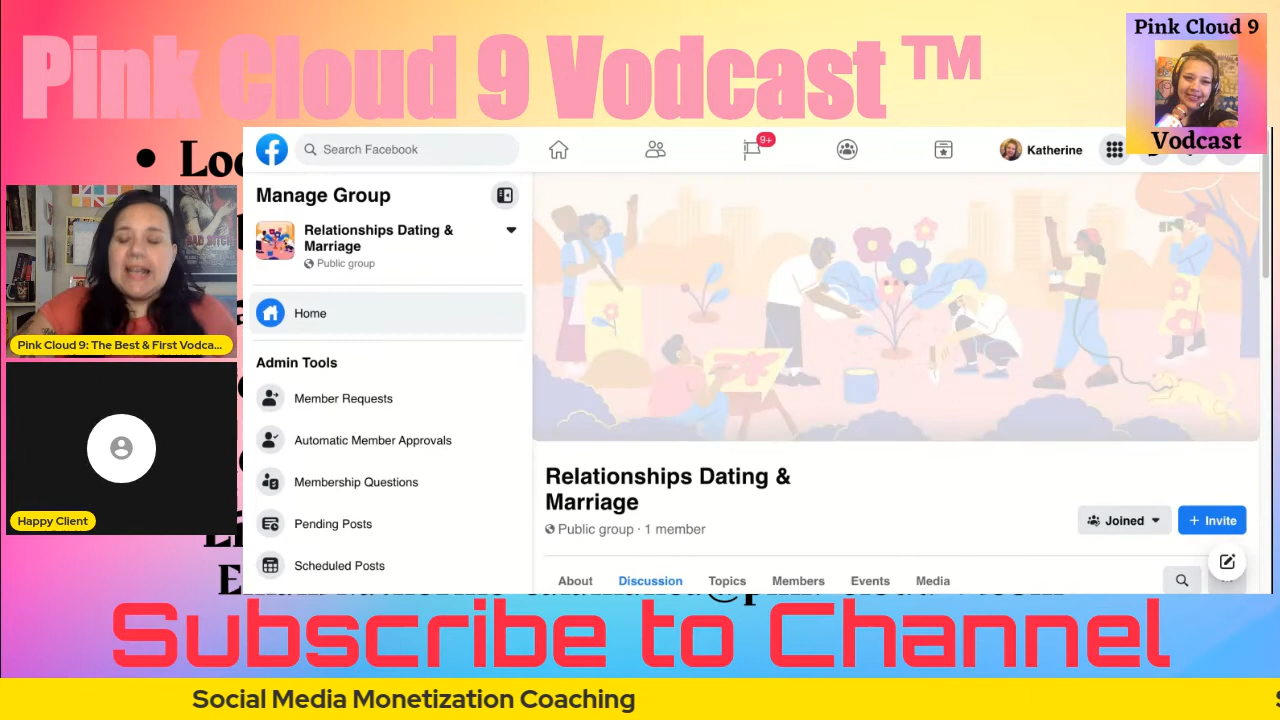 Pink Cloud 9 Vodcast ™
Pink Cloud 9
Vodcast
Search Facebook
9+
Katherine
Manage Group
Relationships Dating &
Marriage
Public group
Home
Admin Tools
Member Requests
Automatic Member Approvals
Membership Questions
Pending Posts
Scheduled Posts
Relationships Dating &
Marriage
Public group · 1 member
Joined
+ Invite
About Discussion Topics Members Events Media
Pink Cloud 9: The Best & First Vodca...
Happy Client
Subscribe to Channel
Social Media Monetization Coaching